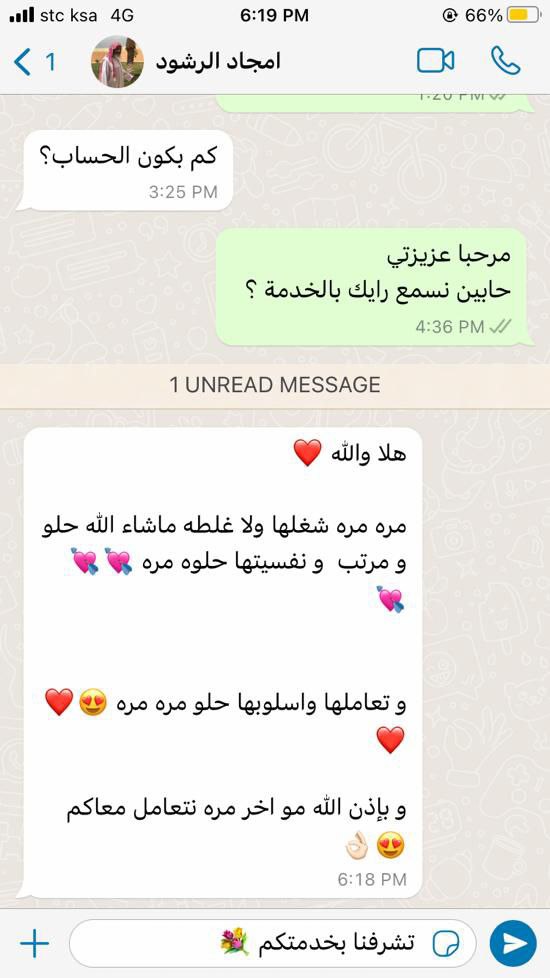 stc ksa 4G 6:19 PM 66%
1 امجاد الرشود
1:20 PM
كم بكون الحساب؟
3:25 PM
مرحبا عزيزتي
حابين نسمع رايك بالخدمة ؟
4:36 PM
1 UNREAD MESSAGE
هلا والله ❤️
مره مره شغلها ولا غلطه ماشاء الله حلو
و مرتب و نفسيتها حلوه مره 💘💘
💘
و تعاملها واسلوبها حلو مره مره 😍❤️
❤️
و بإذن الله مو اخر مره نتعامل معاكم
😍👌🏻
6:18 PM
تشرفنا بخدمتكم 💐